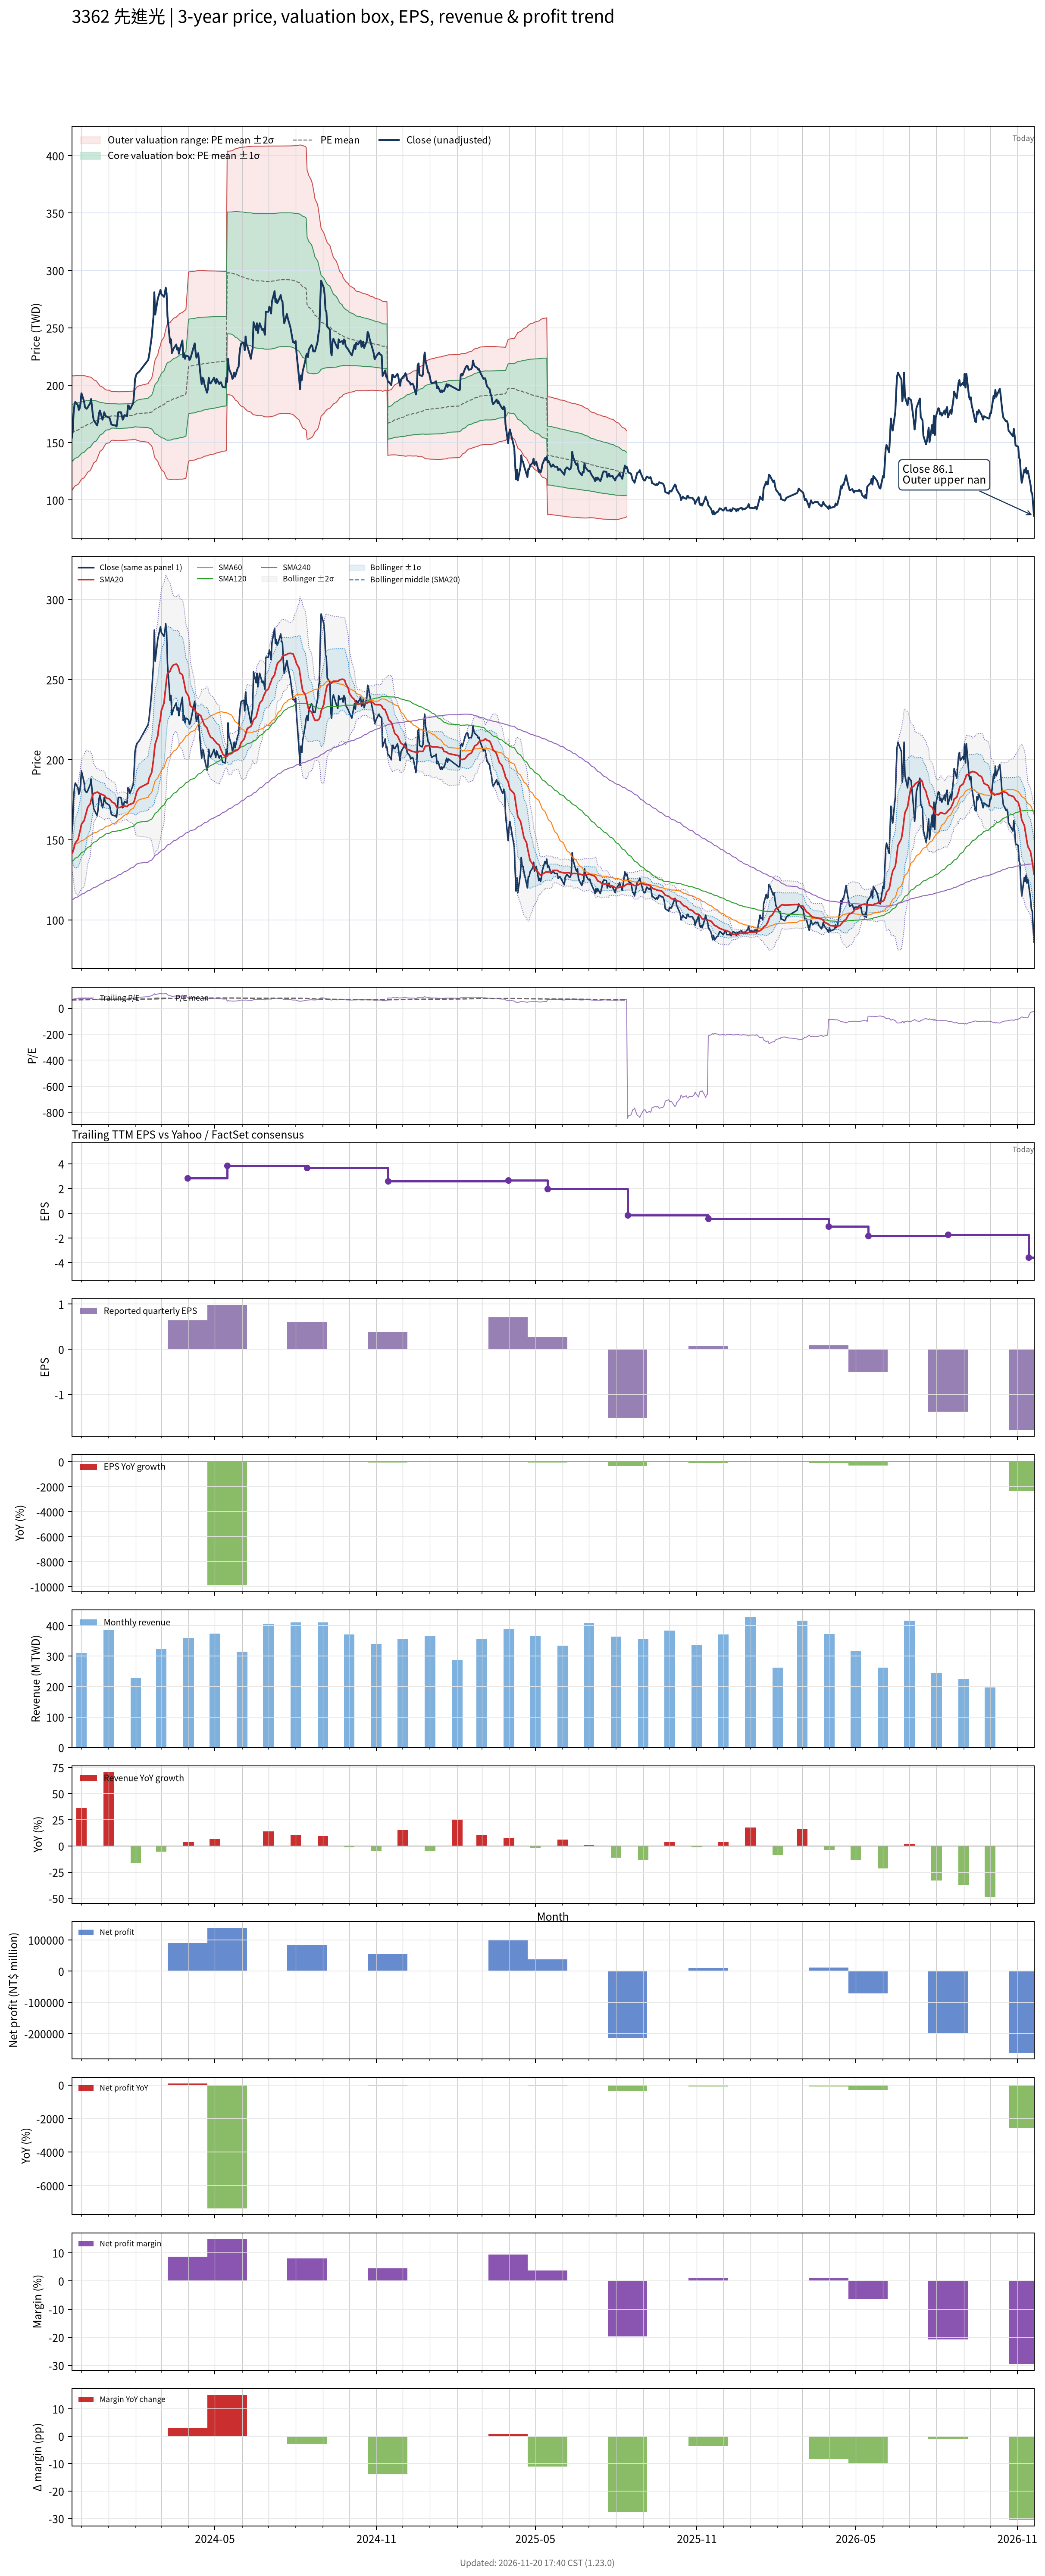 3362 先進光 | 3-year price, valuation box, EPS, revenue & profit trend
Outer valuation range: PE mean ±2σ
PE mean
Close (unadjusted)
Core valuation box: PE mean ±1σ
Today
400
350
300
250
200
150
100
Price (TWD)
Close 86.1
Outer upper nan
Close (same as panel 1)
SMA20
SMA60
SMA120
SMA240
Bollinger ±2σ
Bollinger ±1σ
Bollinger middle (SMA20)
300
250
200
150
100
Price
Trailing P/E
P/E mean
0
-200
-400
-600
-800
P/E
Trailing TTM EPS vs Yahoo / FactSet consensus
Today
4
2
0
-2
-4
EPS
Reported quarterly EPS
1
0
-1
EPS
EPS YoY growth
0
-2000
-4000
-6000
-8000
-10000
YoY (%)
Monthly revenue
400
300
200
100
0
Revenue (M TWD)
Revenue YoY growth
75
50
25
0
-25
-50
YoY (%)
Month
Net profit
100000
0
-100000
-200000
Net profit (NT$ million)
Net profit YoY
0
-2000
-4000
-6000
YoY (%)
Net profit margin
10
0
-10
-20
-30
Margin (%)
Margin YoY change
10
0
-10
-20
-30
Δ margin (pp)
2024-05
2024-11
2025-05
2025-11
2026-05
2026-11
Updated: 2026-11-20 17:40 CST (1.23.0)